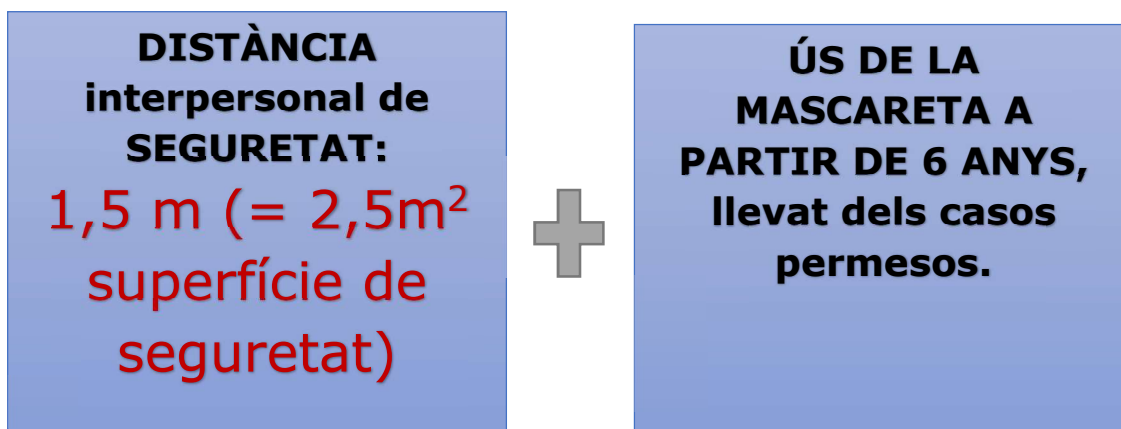 DISTÀNCIA
interpersonal de
SEGURETAT:
1,5 m (= 2,5m²
superfície de
seguretat)
ÚS DE LA
MASCARETA A
PARTIR DE 6 ANYS,
llevat dels casos
permesos.